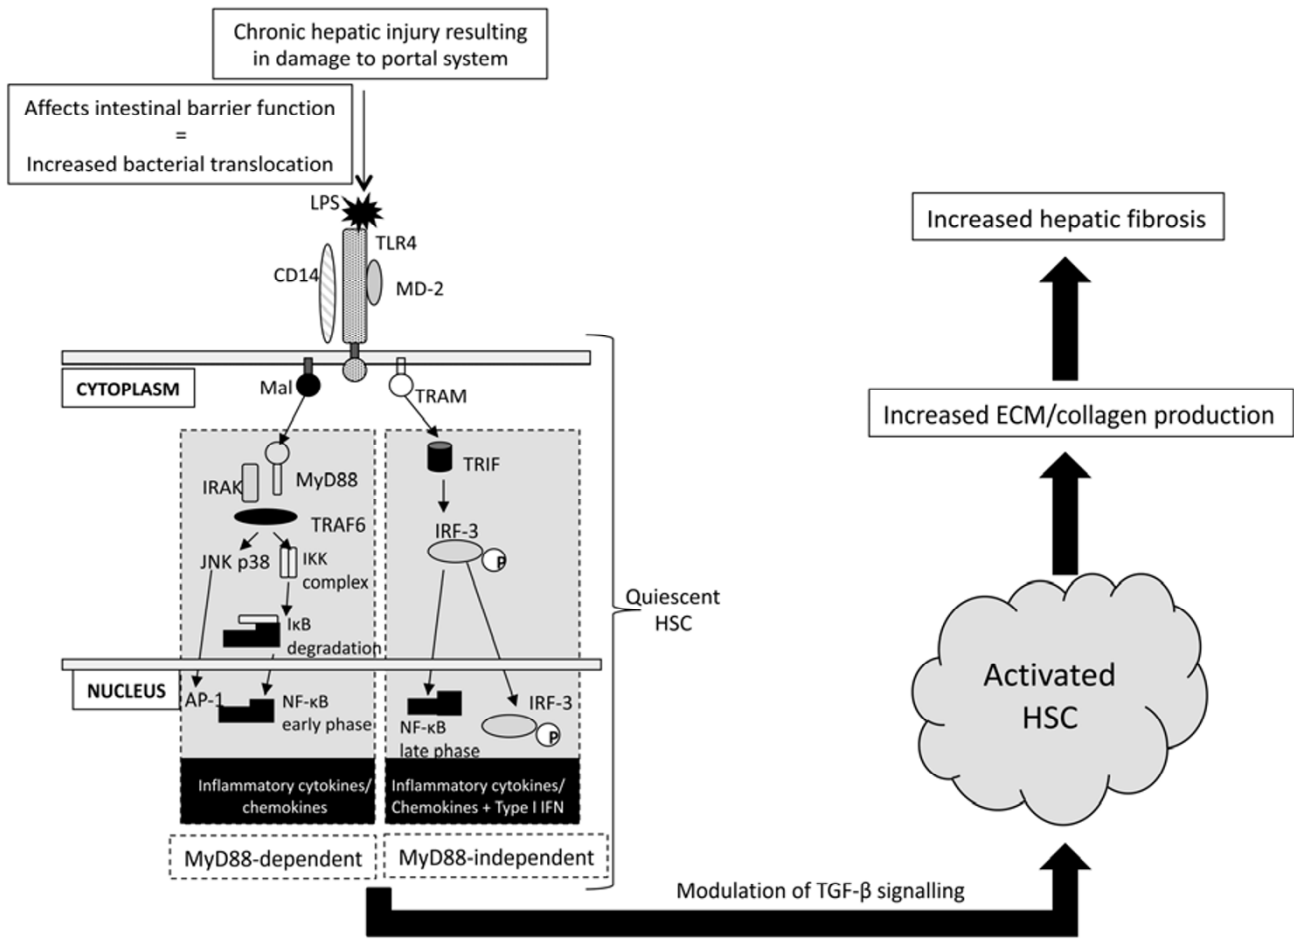 Chronic hepatic injury resulting
in damage to portal system
Affects intestinal barrier function
=
Increased bacterial translocation
LPS
TLR4
CD14
MD-2
CYTOPLASM
Mal
TRAM
IRAK
MyD88
TRAF6
JNK p38
IKK
complex
IκB
degradation
TRIF
IRF-3
P
NUCLEUS
AP-1
NF-κB
early phase
NF-κB
late phase
IRF-3
P
Inflammatory cytokines/
chemokines
Inflammatory cytokines/
Chemokines + Type I IFN
MyD88-dependent
MyD88-independent
Quiescent
HSC
Modulation of TGF-β signalling
Activated
HSC
Increased ECM/collagen production
Increased hepatic fibrosis